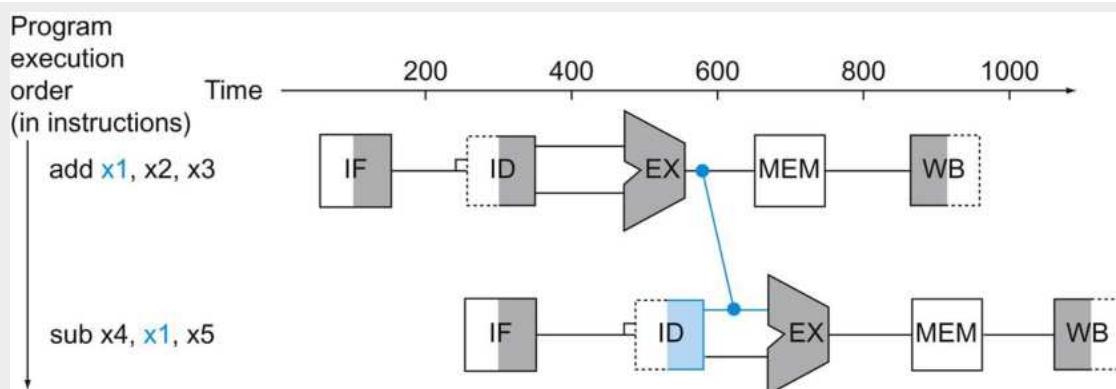 Program
execution
order
(in instructions)
Time
200 400 600 800 1000
add x1, x2, x3
IF ID EX MEM WB
sub x4, x1, x5
IF ID EX MEM WB